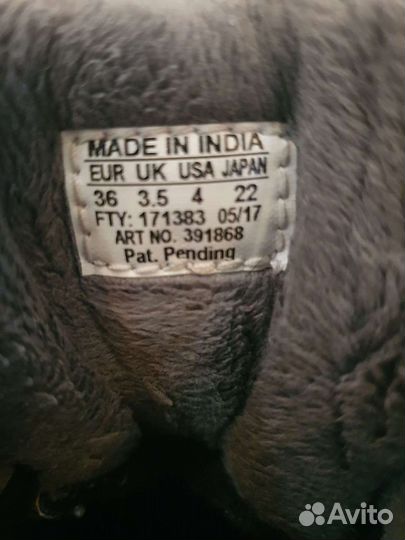 MADE IN INDIA
EUR UK USA JAPAN
36 3.5 4 22
FTY: 171383 05/17
ART NO. 391868
Pat. Pending
Avito